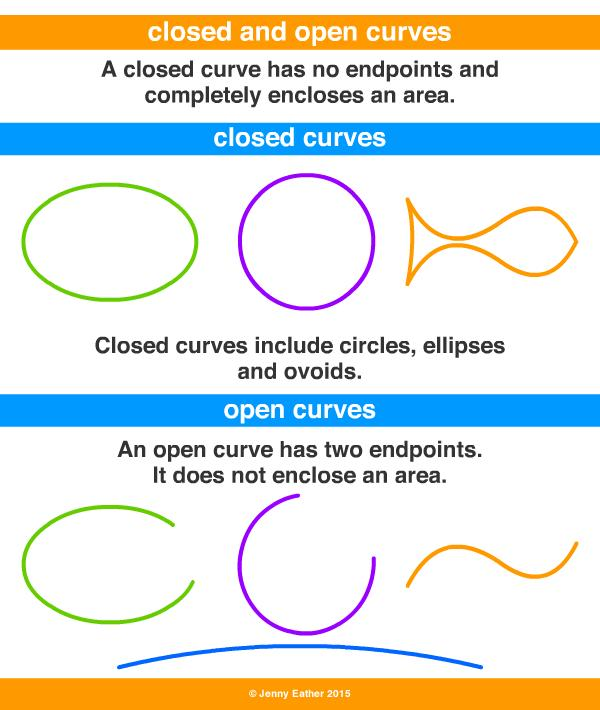 closed and open curves
A closed curve has no endpoints and
completely encloses an area.
closed curves
Closed curves include circles, ellipses
and ovoids.
open curves
An open curve has two endpoints.
It does not enclose an area.
© Jenny Eather 2015